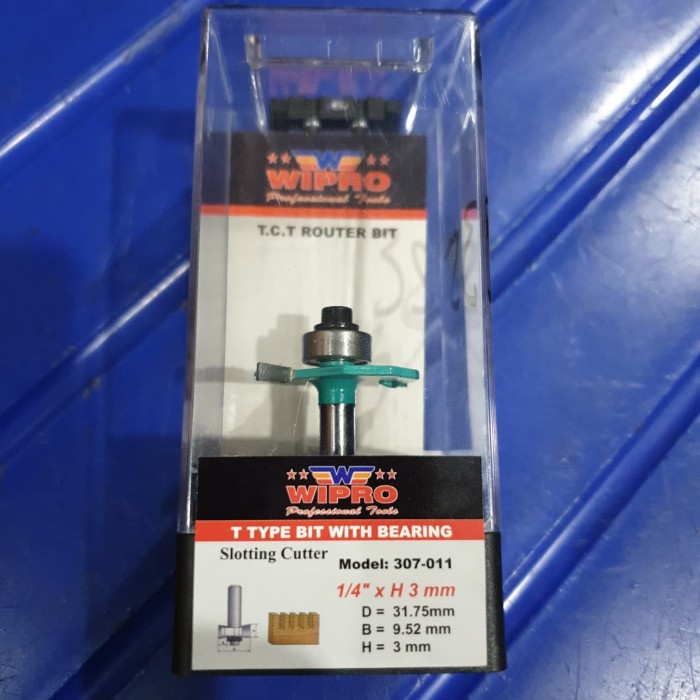 WIPRO
Professional Tools
T.C.T ROUTER BIT
WIPRO
Professional Tools
T TYPE BIT WITH BEARING
Slotting Cutter
Model: 307-011
1/4" x H 3 mm
D = 31.75mm
B = 9.52 mm
H = 3 mm